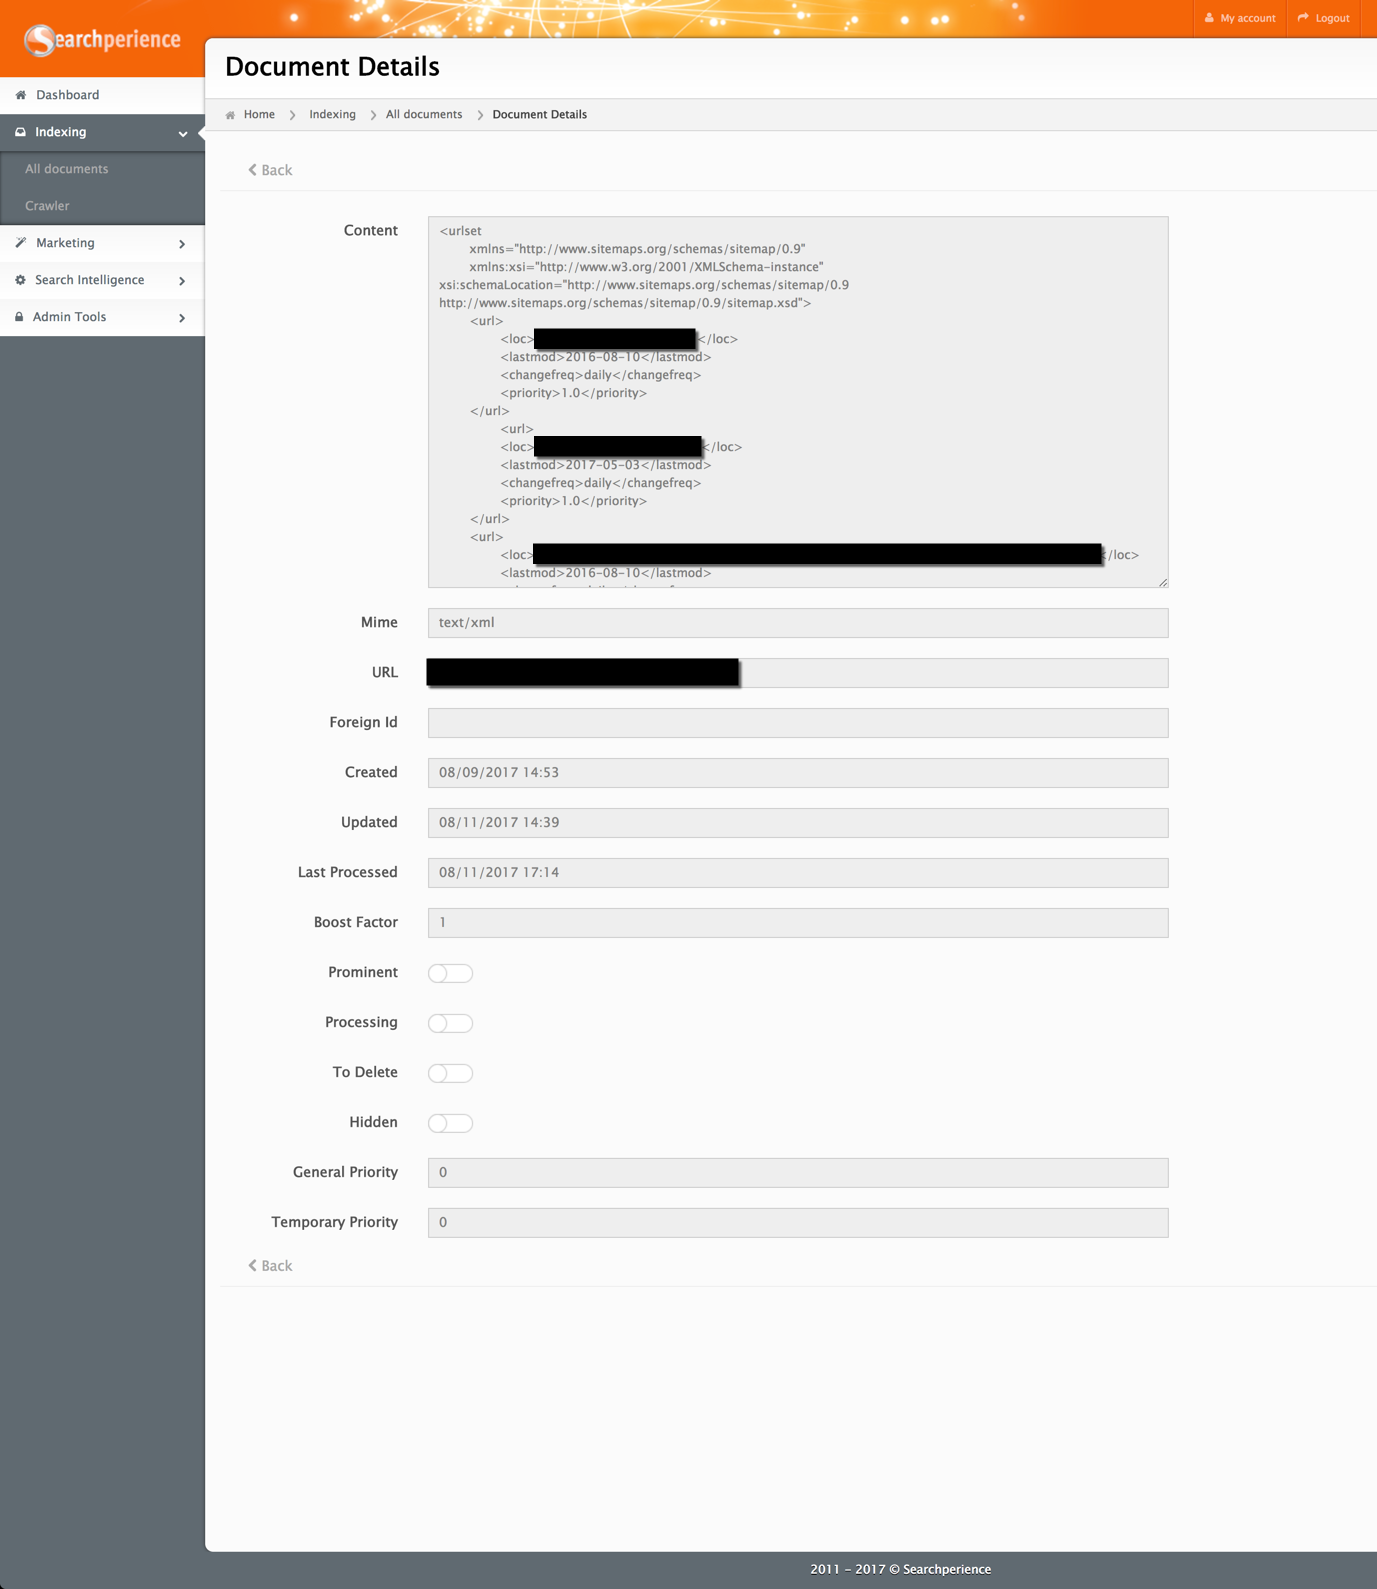 Searchperience
My account
Logout
Document Details
Dashboard
Indexing
All documents
Crawler
Marketing
Search Intelligence
Admin Tools
Home
Indexing
All documents
Document Details
Back
Content
<urlset
xmlns="http://www.sitemaps.org/schemas/sitemap/0.9"
xmlns:xsi="http://www.w3.org/2001/XMLSchema-instance"
xsi:schemaLocation="http://www.sitemaps.org/schemas/sitemap/0.9
http://www.sitemaps.org/schemas/sitemap/0.9/sitemap.xsd">
<url>
<loc></loc>
<lastmod>2016-08-10</lastmod>
<changefreq>daily</changefreq>
<priority>1.0</priority>
</url>
<url>
<loc></loc>
<lastmod>2017-05-03</lastmod>
<changefreq>daily</changefreq>
<priority>1.0</priority>
</url>
<url>
<loc></loc>
<lastmod>2016-08-10</lastmod>
Mime
text/xml
URL
Foreign Id
Created
08/09/2017 14:53
Updated
08/11/2017 14:39
Last Processed
08/11/2017 17:14
Boost Factor
1
Prominent
Processing
To Delete
Hidden
General Priority
0
Temporary Priority
0
Back
2011 - 2017 © Searchperience